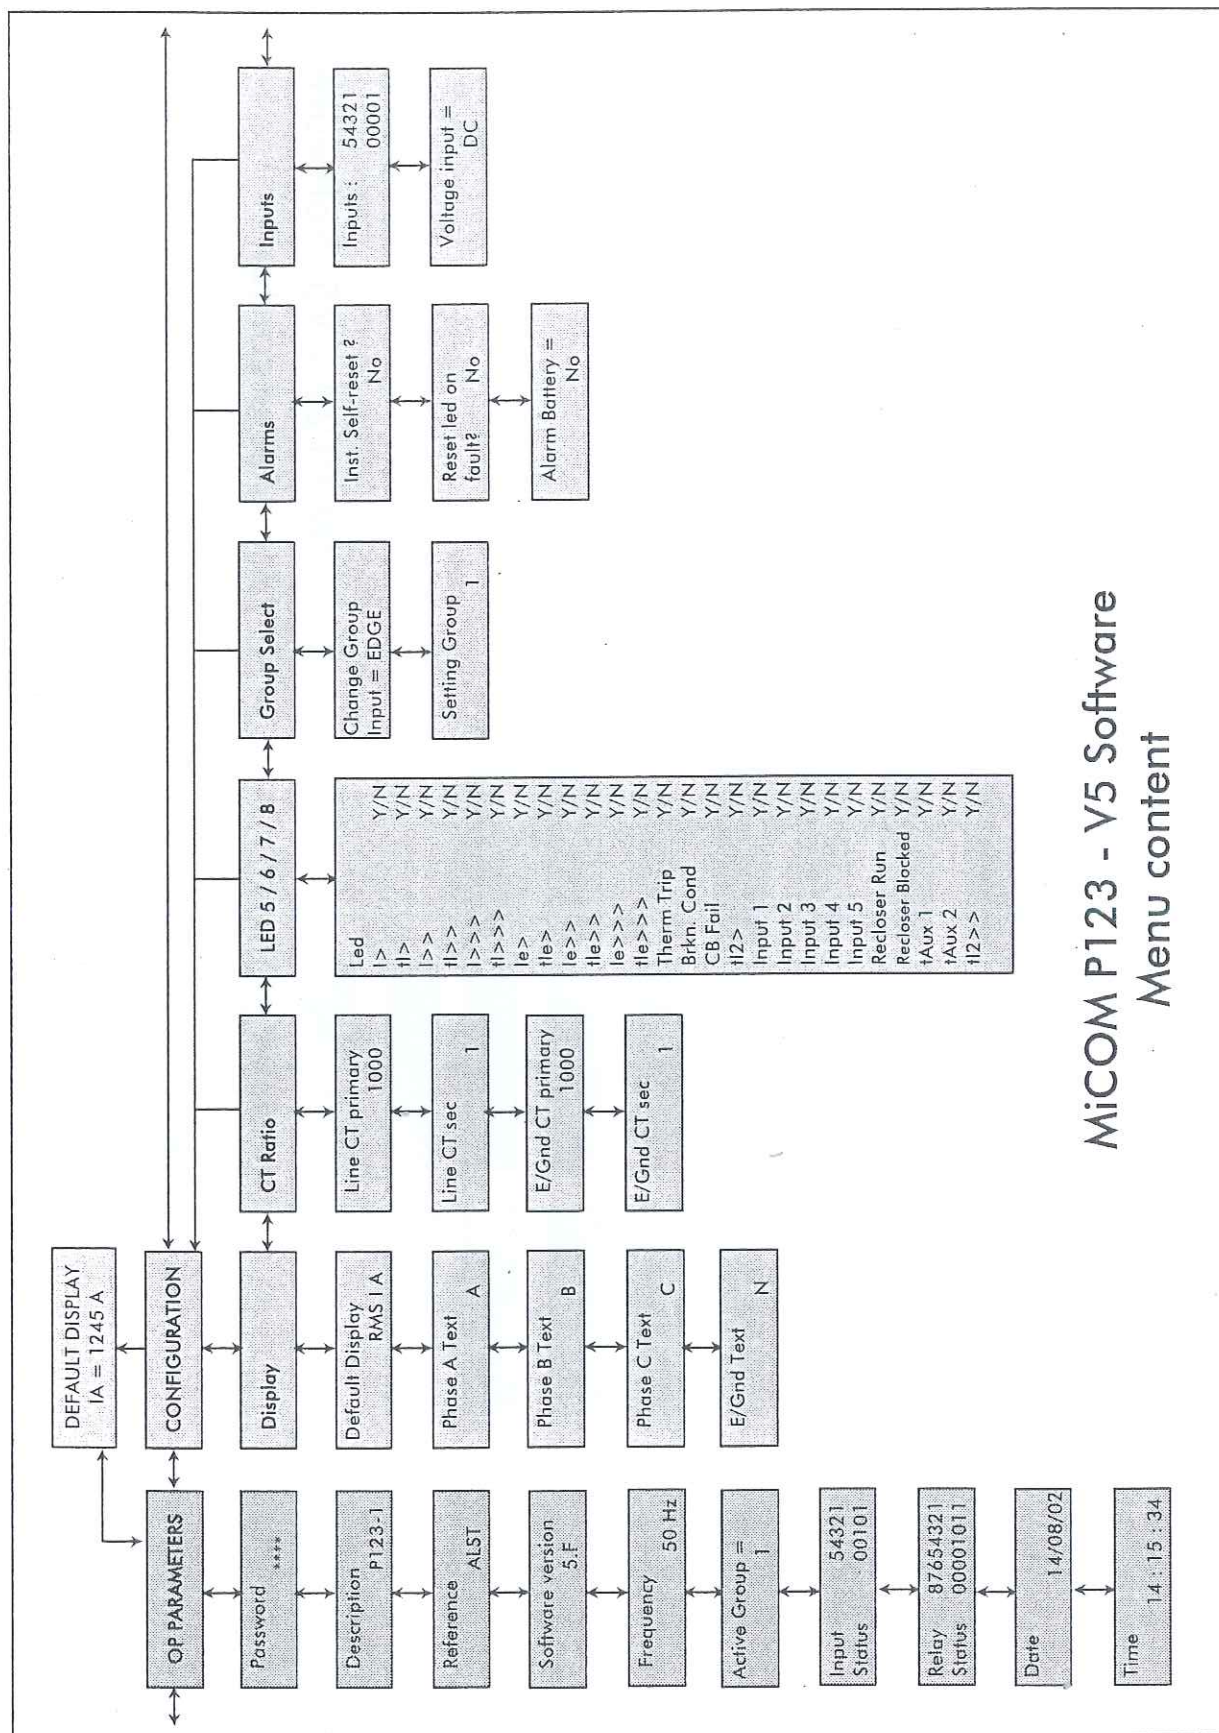 DEFAULT DISPLAY
IA = 1245 A
OP PARAMETERS
Password
****
Description
P123-1
Reference
ALST
Software version
5.F
Frequency
50 Hz
Active Group =
1
Input 54321
Status 00101
Relay 87654321
Status 00001011
Date
14/08/02
Time
14 : 15 : 34
CONFIGURATION
Display
Default Display
RMS I A
Phase A Text
A
Phase B Text
B
Phase C Text
C
E/Gnd Text
N
CT Ratio
Line CT primary
1000
Line CT sec
1
E/Gnd CT primary
1000
E/Gnd CT sec
1
LED 5 / 6 / 7 / 8
Led
I> Y/N
tI> Y/N
I>> Y/N
tI>> Y/N
I>>> Y/N
tI>>> Y/N
Ie> Y/N
tIe> Y/N
Ie>> Y/N
tIe>> Y/N
Ie>>> Y/N
tIe>>> Y/N
Therm Trip Y/N
Brkn. Cond Y/N
CB Fail Y/N
tI2> Y/N
Input 1 Y/N
Input 2 Y/N
Input 3 Y/N
Input 4 Y/N
Input 5 Y/N
Recloser Run Y/N
Recloser Blocked Y/N
tAux 1 Y/N
tAux 2 Y/N
tI2>> Y/N
Group Select
Change Group
Input = EDGE
Setting Group
1
Alarms
Inst. Self-reset ?
No
Reset led on
fault? No
Alarm Battery =
No
Inputs
Inputs : 54321
00001
Voltage input =
DC
MiCOM P123 - V5 Software
Menu content